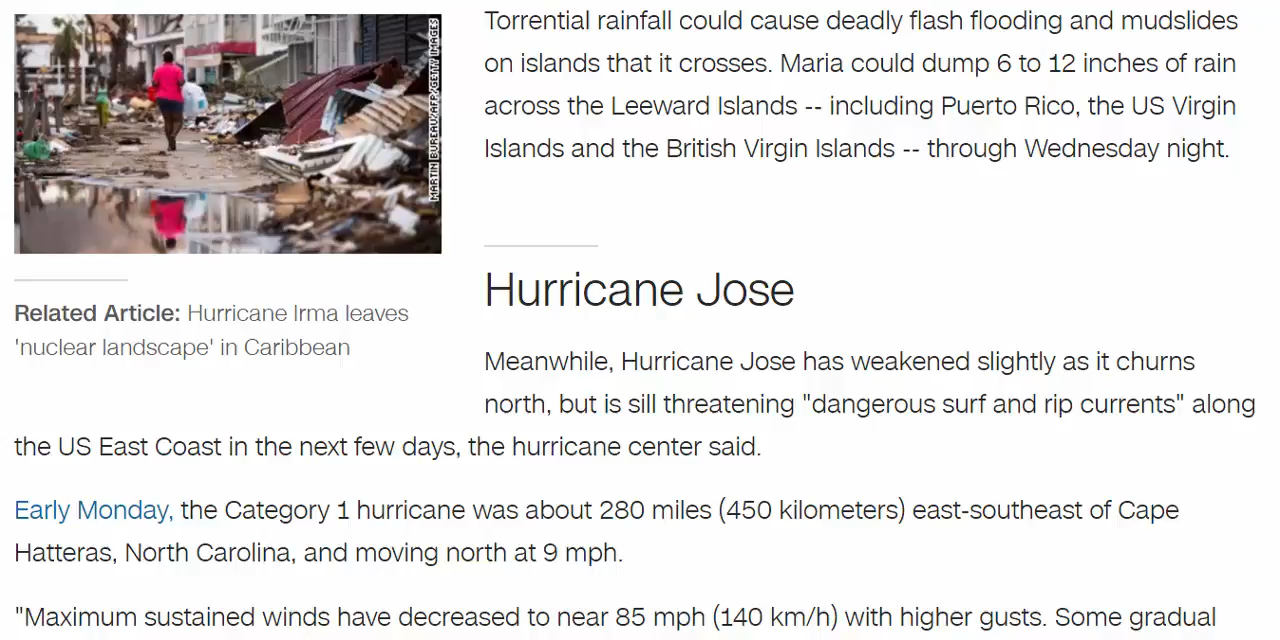 MARTIN BUREAU/AFP/GETTY IMAGES
Related Article: Hurricane Irma leaves
'nuclear landscape' in Caribbean
Torrential rainfall could cause deadly flash flooding and mudslides
on islands that it crosses. Maria could dump 6 to 12 inches of rain
across the Leeward Islands -- including Puerto Rico, the US Virgin
Islands and the British Virgin Islands -- through Wednesday night.
Hurricane Jose
Meanwhile, Hurricane Jose has weakened slightly as it churns
north, but is sill threatening "dangerous surf and rip currents" along
the US East Coast in the next few days, the hurricane center said.
Early Monday, the Category 1 hurricane was about 280 miles (450 kilometers) east-southeast of Cape
Hatteras, North Carolina, and moving north at 9 mph.
"Maximum sustained winds have decreased to near 85 mph (140 km/h) with higher gusts. Some gradual